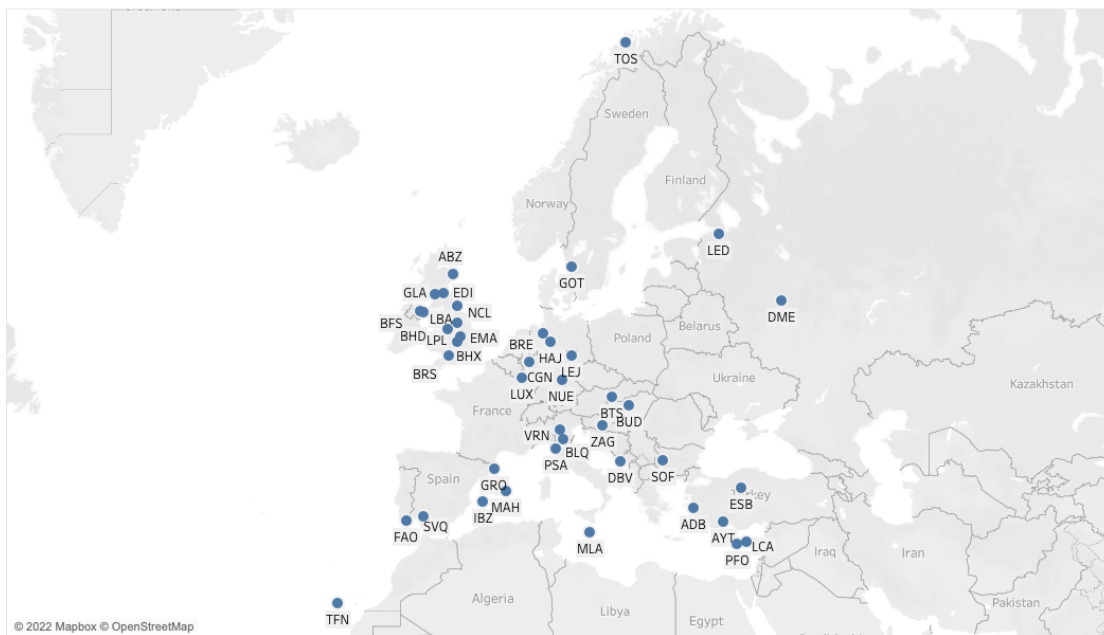 TOS
Sweden
Finland
Norway
LED
ABZ
GOT
GLA
EDI
DME
NCL
BFS
LBA
BHD
LPL
EMA
BRE
HAJ
Poland
Belarus
BHX
BRS
CGN
LEJ
Ukraine
Kazakhstan
LUX
NUE
France
BTS
BUD
VRN
ZAG
BLQ
PSA
Spain
GRO
DBV
SOF
MAH
IBZ
ESB
Turkey
ADB
SVQ
FAO
AYT
LCA
MLA
PFO
Iraq
Iran
Algeria
Libya
Egypt
Pakistan
TFN
© 2022 Mapbox © OpenStreetMap